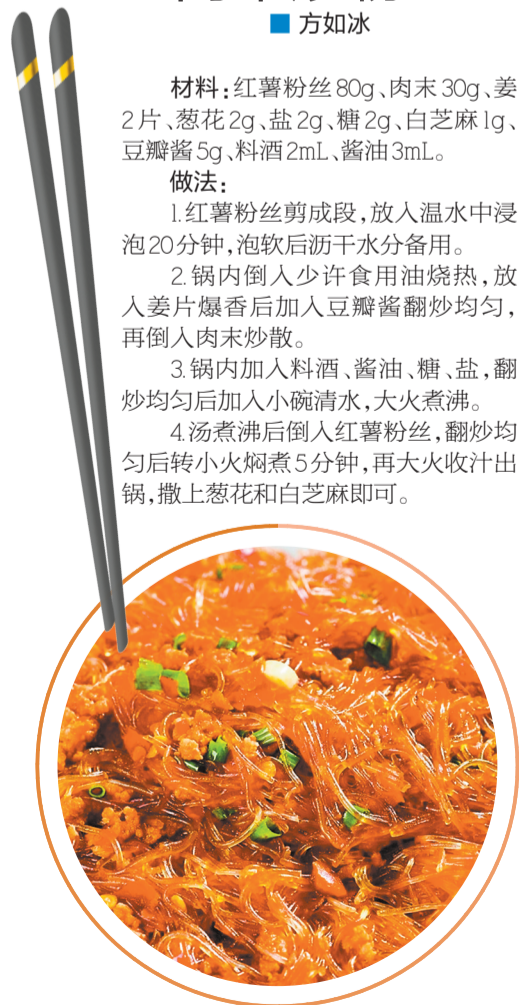 ■ 方如冰
材料:红薯粉丝80g、肉末30g、姜
2片、葱花2g、盐2g、糖2g、白芝麻1g、
豆瓣酱5g、料酒2mL、酱油3mL。
做法:
1.红薯粉丝剪成段,放入温水中浸
泡20分钟,泡软后沥干水分备用。
2.锅内倒入少许食用油烧热,放
入姜片爆香后加入豆瓣酱翻炒均匀,
再倒入肉末炒散。
3.锅内加入料酒、酱油、糖、盐,翻
炒均匀后加入小碗清水,大火煮沸。
4.汤煮沸后倒入红薯粉丝,翻炒均
匀后转小火焖煮5分钟,再大火收汁出
锅,撒上葱花和白芝麻即可。